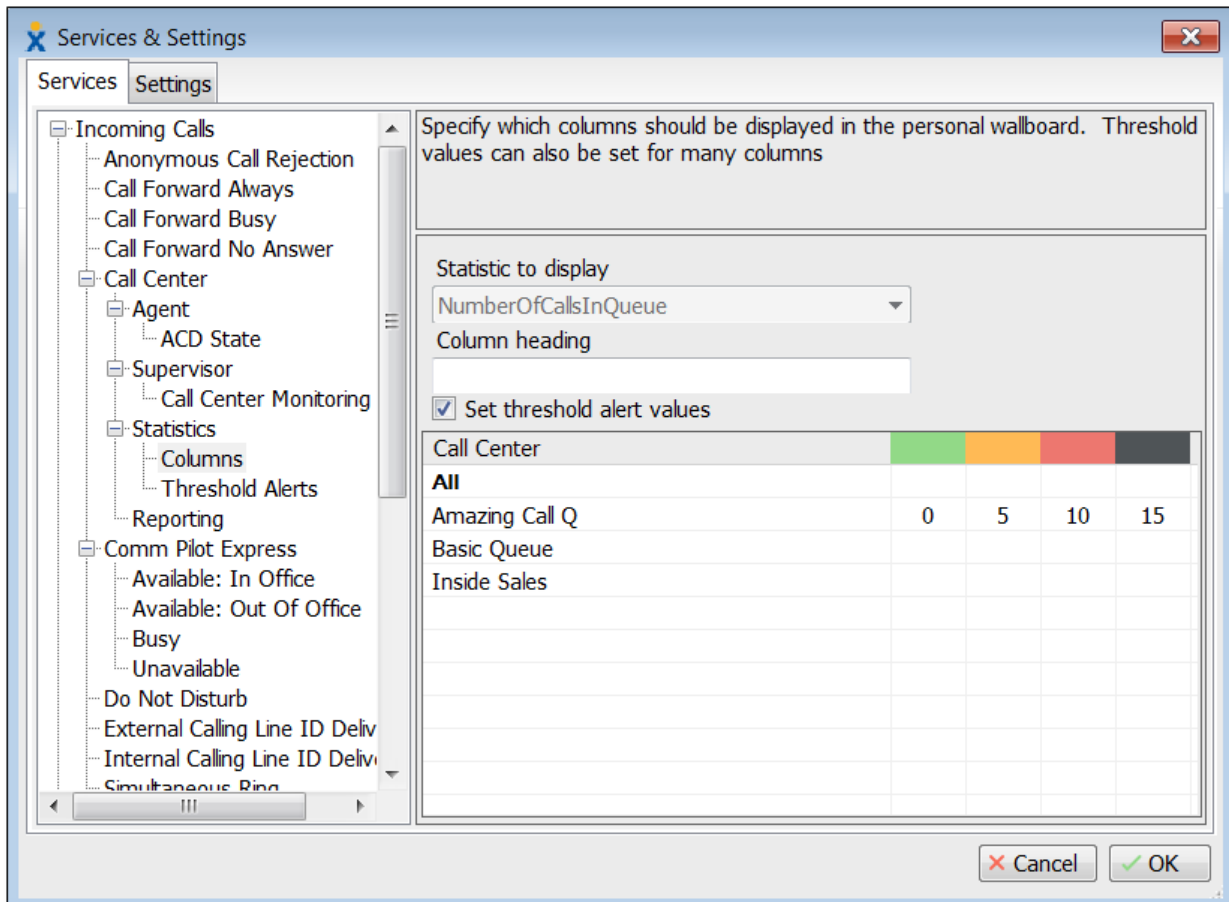 Services & Settings
Services
Settings
Incoming Calls
Anonymous Call Rejection
Call Forward Always
Call Forward Busy
Call Forward No Answer
Call Center
Agent
ACD State
Supervisor
Call Center Monitoring
Statistics
Columns
Threshold Alerts
Reporting
Comm Pilot Express
Available: In Office
Available: Out Of Office
Busy
Unavailable
Do Not Disturb
External Calling Line ID Deliv
Internal Calling Line ID Deliv
Simultaneous Ring
Specify which columns should be displayed in the personal wallboard. Threshold
values can also be set for many columns
Statistic to display
NumberOfCallsInQueue
Column heading
Set threshold alert values
Call Center
All
Amazing Call Q 0 5 10 15
Basic Queue
Inside Sales
Cancel
OK